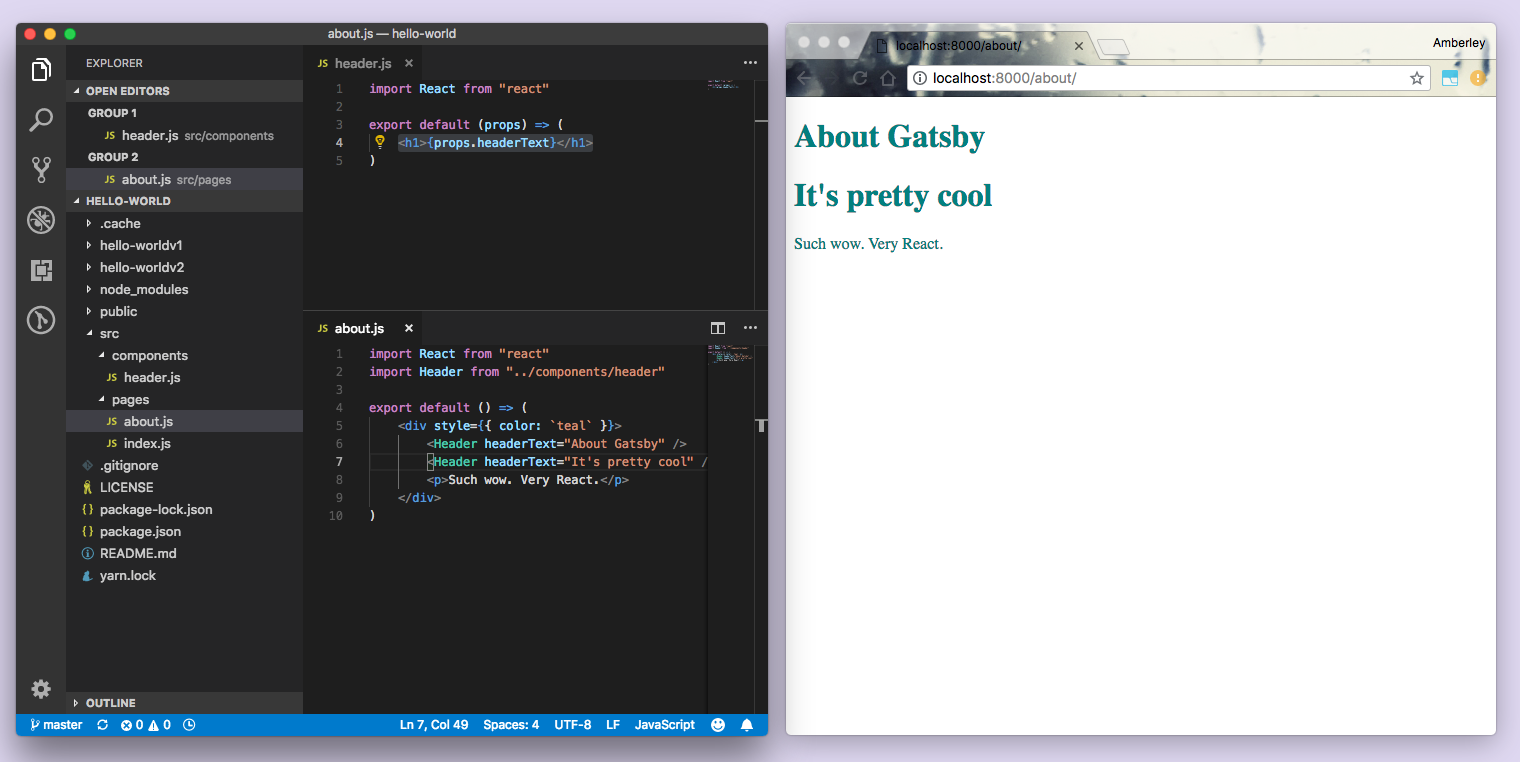 about.js — hello-world
EXPLORER
OPEN EDITORS
GROUP 1
JS header.js src/components
GROUP 2
JS about.js src/pages
HELLO-WORLD
.cache
hello-worldv1
hello-worldv2
node_modules
public
src
components
JS header.js
pages
JS about.js
JS index.js
.gitignore
LICENSE
{} package-lock.json
{} package.json
README.md
yarn.lock
OUTLINE
JS header.js
1 import React from "react"
2
3 export default (props) => (
4 <h1>{props.headerText}</h1>
5 )
JS about.js
1 import React from "react"
2 import Header from "../components/header"
3
4 export default () => (
5 <div style={{ color: `teal` }}>
6 <Header headerText="About Gatsby" />
7 <Header headerText="It's pretty cool" /
8 <p>Such wow. Very React.</p>
9 </div>
10 )
master 0 0 Ln 7, Col 49 Spaces: 4 UTF-8 LF JavaScript
localhost:8000/about/
Amberley
localhost:8000/about/
About Gatsby
It's pretty cool
Such wow. Very React.